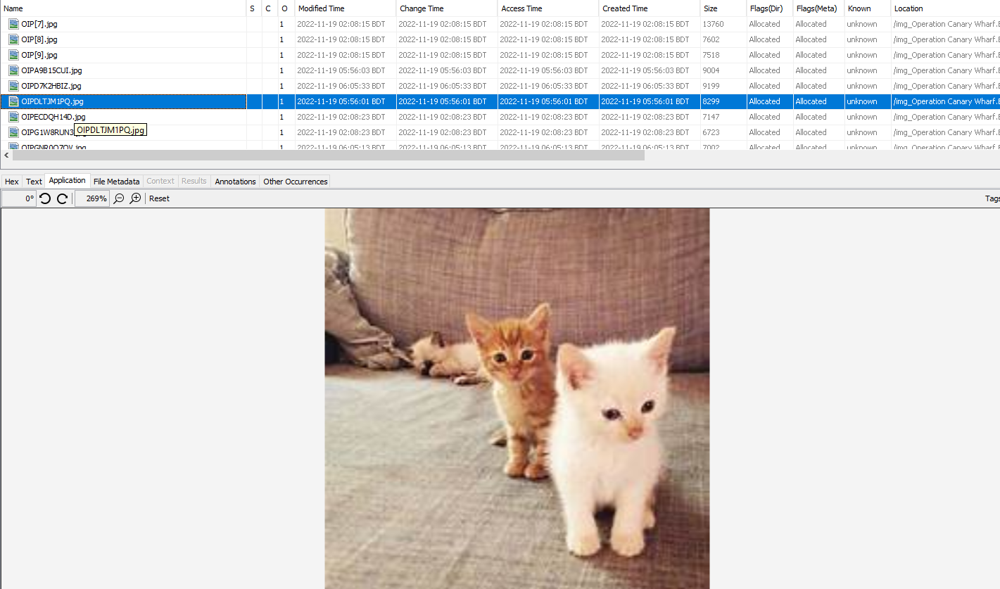 Name S C O Modified Time Change Time Access Time Created Time Size Flags(Dir) Flags(Meta) Known Location
OIP[7].jpg 1 2022-11-19 02:08:15 BDT 2022-11-19 02:08:15 BDT 2022-11-19 02:08:15 BDT 2022-11-19 02:08:15 BDT 13760 Allocated Allocated unknown /img_Operation Canary Wharf.E
OIP[8].jpg 1 2022-11-19 02:08:15 BDT 2022-11-19 02:08:15 BDT 2022-11-19 02:08:15 BDT 2022-11-19 02:08:15 BDT 7602 Allocated Allocated unknown /img_Operation Canary Wharf.E
OIP[9].jpg 1 2022-11-19 02:08:15 BDT 2022-11-19 02:08:15 BDT 2022-11-19 02:08:15 BDT 2022-11-19 02:08:15 BDT 7518 Allocated Allocated unknown /img_Operation Canary Wharf.E
OIPA9B15CUI.jpg 1 2022-11-19 05:56:03 BDT 2022-11-19 05:56:03 BDT 2022-11-19 05:56:03 BDT 2022-11-19 05:56:03 BDT 9004 Allocated Allocated unknown /img_Operation Canary Wharf.E
OIPD7K2HBIZ.jpg 1 2022-11-19 06:05:33 BDT 2022-11-19 06:05:33 BDT 2022-11-19 06:05:33 BDT 2022-11-19 06:05:33 BDT 9199 Allocated Allocated unknown /img_Operation Canary Wharf.E
OIPDLTJM1PQ.jpg 1 2022-11-19 05:56:01 BDT 2022-11-19 05:56:01 BDT 2022-11-19 05:56:01 BDT 2022-11-19 05:56:01 BDT 8299 Allocated Allocated unknown /img_Operation Canary Wharf.E
OIPECDQH14D.jpg 1 2022-11-19 02:08:23 BDT 2022-11-19 02:08:23 BDT 2022-11-19 02:08:23 BDT 2022-11-19 02:08:23 BDT 7147 Allocated Allocated unknown /img_Operation Canary Wharf.E
OIPG1W8RUN3 1 2022-11-19 02:08:23 BDT 2022-11-19 02:08:23 BDT 2022-11-19 02:08:23 BDT 2022-11-19 02:08:23 BDT 6723 Allocated Allocated unknown /img_Operation Canary Wharf.E
OIPDLTJM1PQ.jpg
1 2022-11-19 06:05:13 BDT 2022-11-19 06:05:13 BDT 2022-11-19 06:05:13 BDT 2022-11-19 06:05:13 BDT 7002 Allocated Allocated unknown /img_Operation Canary Wharf.E
Hex Text Application File Metadata Context Results Annotations Other Occurrences
0° 269% Reset Tags